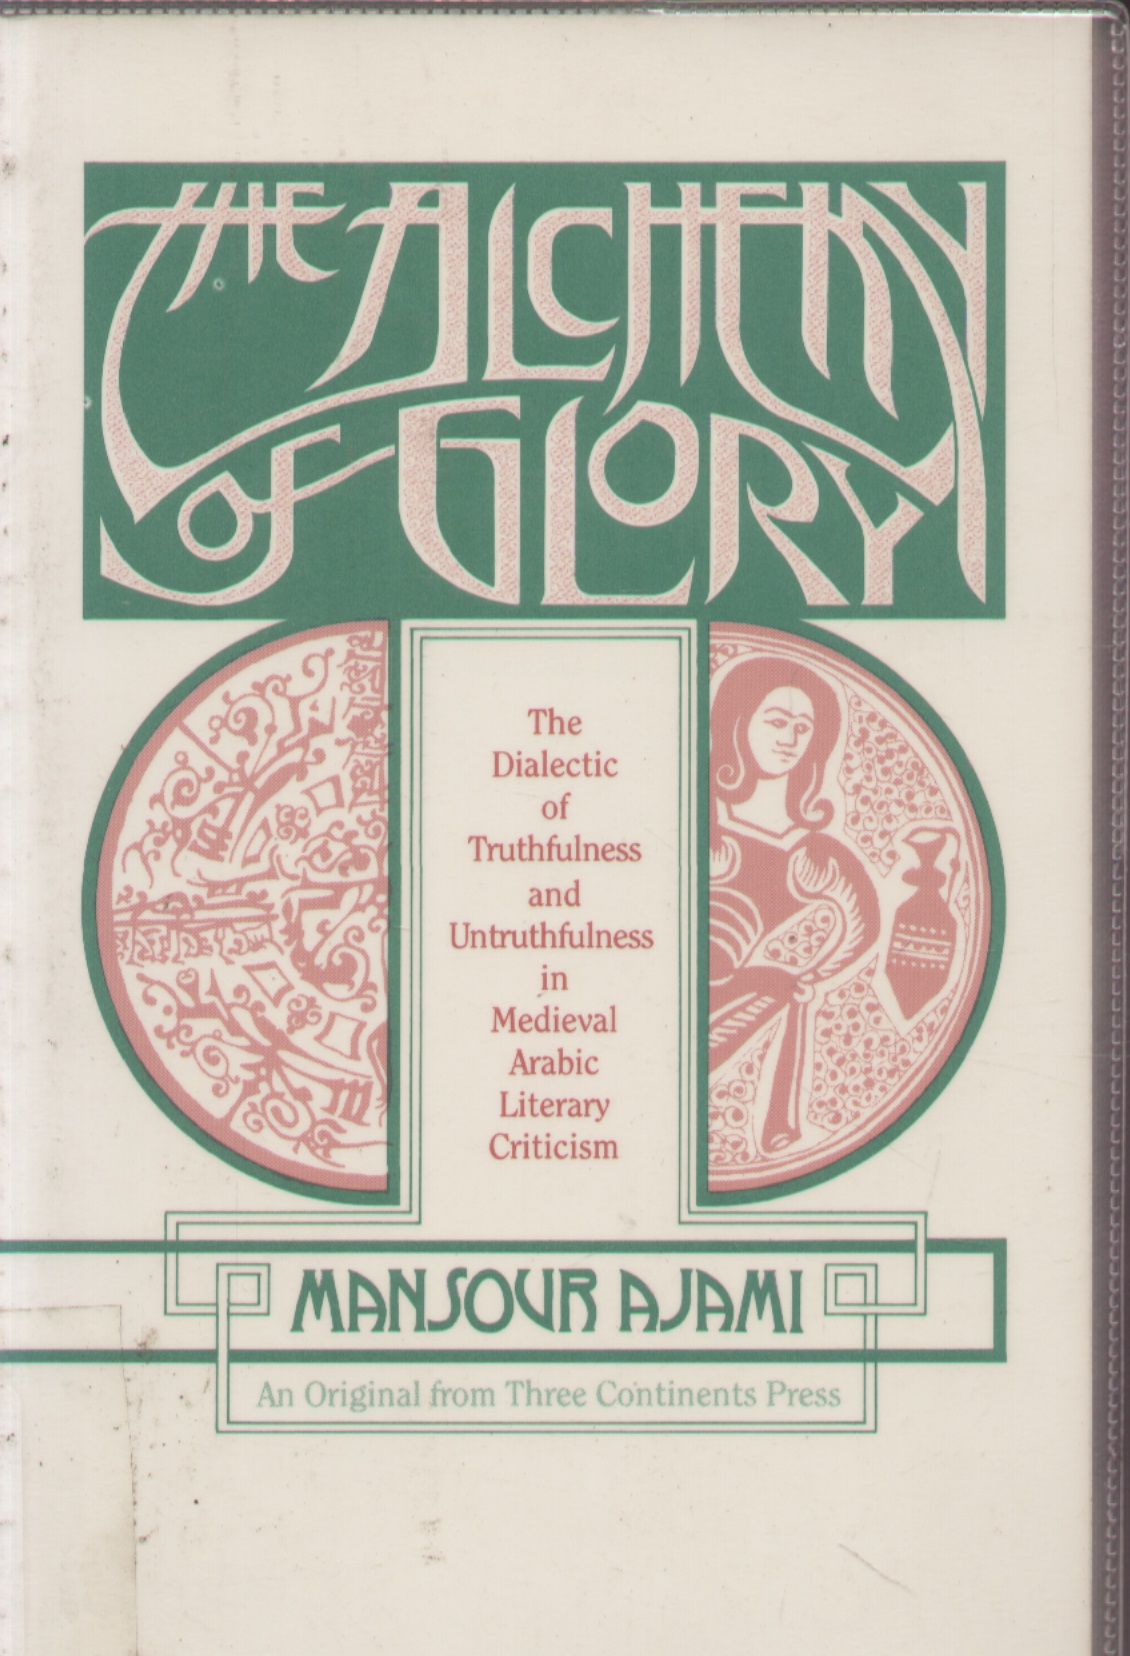 THE ALCHEMY
OF GLORY
The
Dialectic
of
Truthfulness
and
Untruthfulness
in
Medieval
Arabic
Literary
Criticism
MANSOUR AJAMI
An Original from Three Continents Press